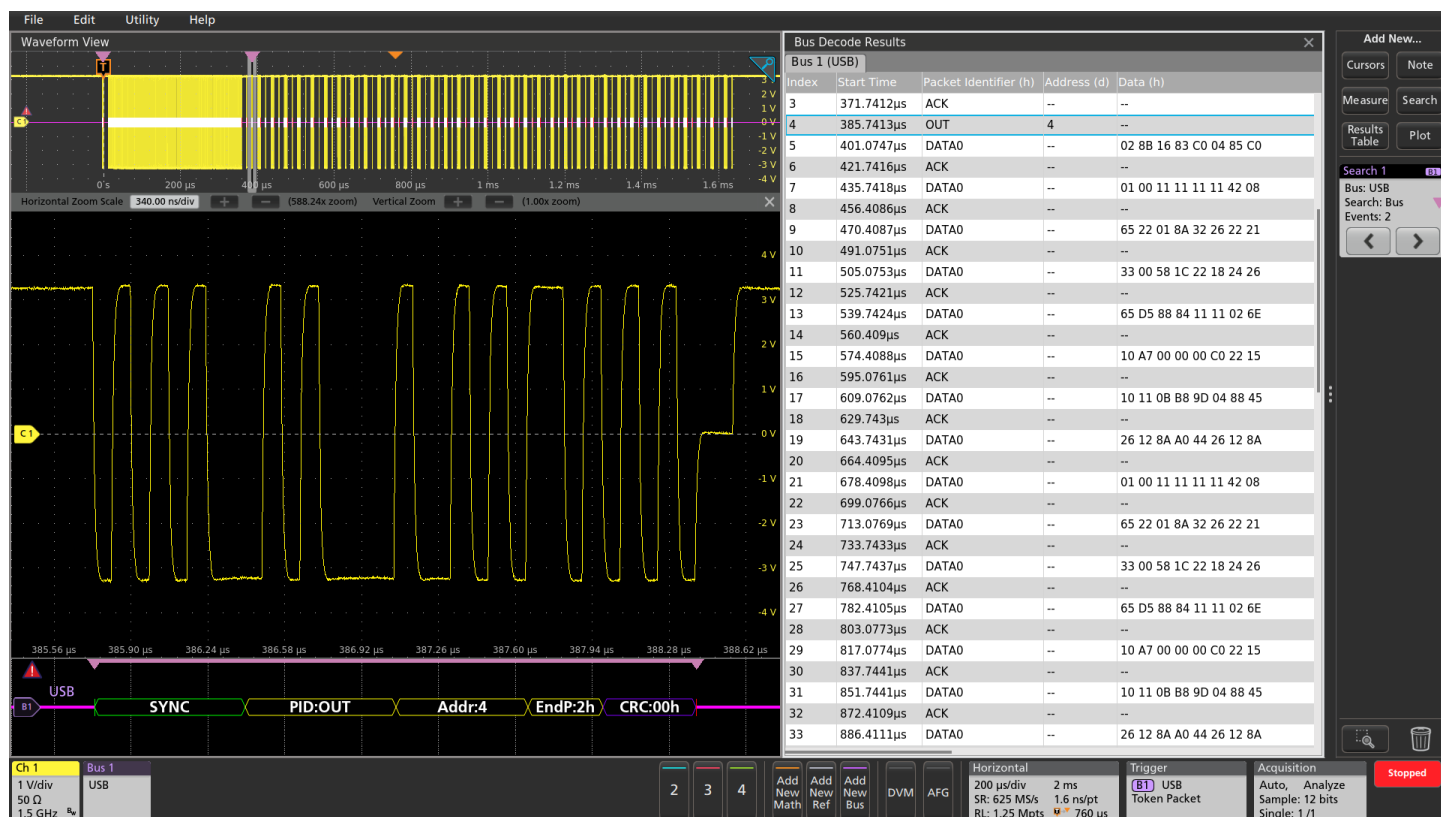 File Edit Utility Help
Waveform View
T
3 V
2 V
1 V
0 V
-1 V
-2 V
-3 V
-4 V
C1
0 s 200 µs 400 µs 600 µs 800 µs 1 ms 1.2 ms 1.4 ms 1.6 ms
Horizontal Zoom Scale 340.00 ns/div + − (588.24x zoom) Vertical Zoom + − (1.00x zoom)
4 V
3 V
2 V
1 V
C1 0 V
-1 V
-2 V
-3 V
-4 V
385.56 µs 385.90 µs 386.24 µs 386.58 µs 386.92 µs 387.26 µs 387.60 µs 387.94 µs 388.28 µs 388.62 µs
USB
B1 SYNC PID:OUT Addr:4 EndP:2h CRC:00h
Bus Decode Results
Bus 1 (USB)
Index Start Time Packet Identifier (h) Address (d) Data (h)
3 371.7412µs ACK -- --
4 385.7413µs OUT 4 --
5 401.0747µs DATA0 -- 02 8B 16 83 C0 04 85 C0
6 421.7416µs ACK -- --
7 435.7418µs DATA0 -- 01 00 11 11 11 11 42 08
8 456.4086µs ACK -- --
9 470.4087µs DATA0 -- 65 22 01 8A 32 26 22 21
10 491.0751µs ACK -- --
11 505.0753µs DATA0 -- 33 00 58 1C 22 18 24 26
12 525.7421µs ACK -- --
13 539.7424µs DATA0 -- 65 D5 88 84 11 11 02 6E
14 560.409µs ACK -- --
15 574.4088µs DATA0 -- 10 A7 00 00 00 C0 22 15
16 595.0761µs ACK -- --
17 609.0762µs DATA0 -- 10 11 0B B8 9D 04 88 45
18 629.743µs ACK -- --
19 643.7431µs DATA0 -- 26 12 8A A0 44 26 12 8A
20 664.4095µs ACK -- --
21 678.4098µs DATA0 -- 01 00 11 11 11 11 42 08
22 699.0766µs ACK -- --
23 713.0769µs DATA0 -- 65 22 01 8A 32 26 22 21
24 733.7433µs ACK -- --
25 747.7437µs DATA0 -- 33 00 58 1C 22 18 24 26
26 768.4104µs ACK -- --
27 782.4105µs DATA0 -- 65 D5 88 84 11 11 02 6E
28 803.0773µs ACK -- --
29 817.0774µs DATA0 -- 10 A7 00 00 00 C0 22 15
30 837.7441µs ACK -- --
31 851.7441µs DATA0 -- 10 11 0B B8 9D 04 88 45
32 872.4109µs ACK -- --
33 886.4111µs DATA0 -- 26 12 8A A0 44 26 12 8A
Add New...
Cursors Note
Measure Search
Results Table Plot
Search 1 B1
Bus: USB
Search: Bus
Events: 2
Ch 1
1 V/div
50 Ω
1.5 GHz Bw
Bus 1
USB
2 3 4
Add New Math
Add New Ref
Add New Bus
DVM AFG
Horizontal
200 µs/div 2 ms
SR: 625 MS/s 1.6 ns/pt
RL: 1.25 Mpts T 760 µs
Trigger
B1 USB
Token Packet
Acquisition
Auto, Analyze
Sample: 12 bits
Single: 1 /1
Stopped